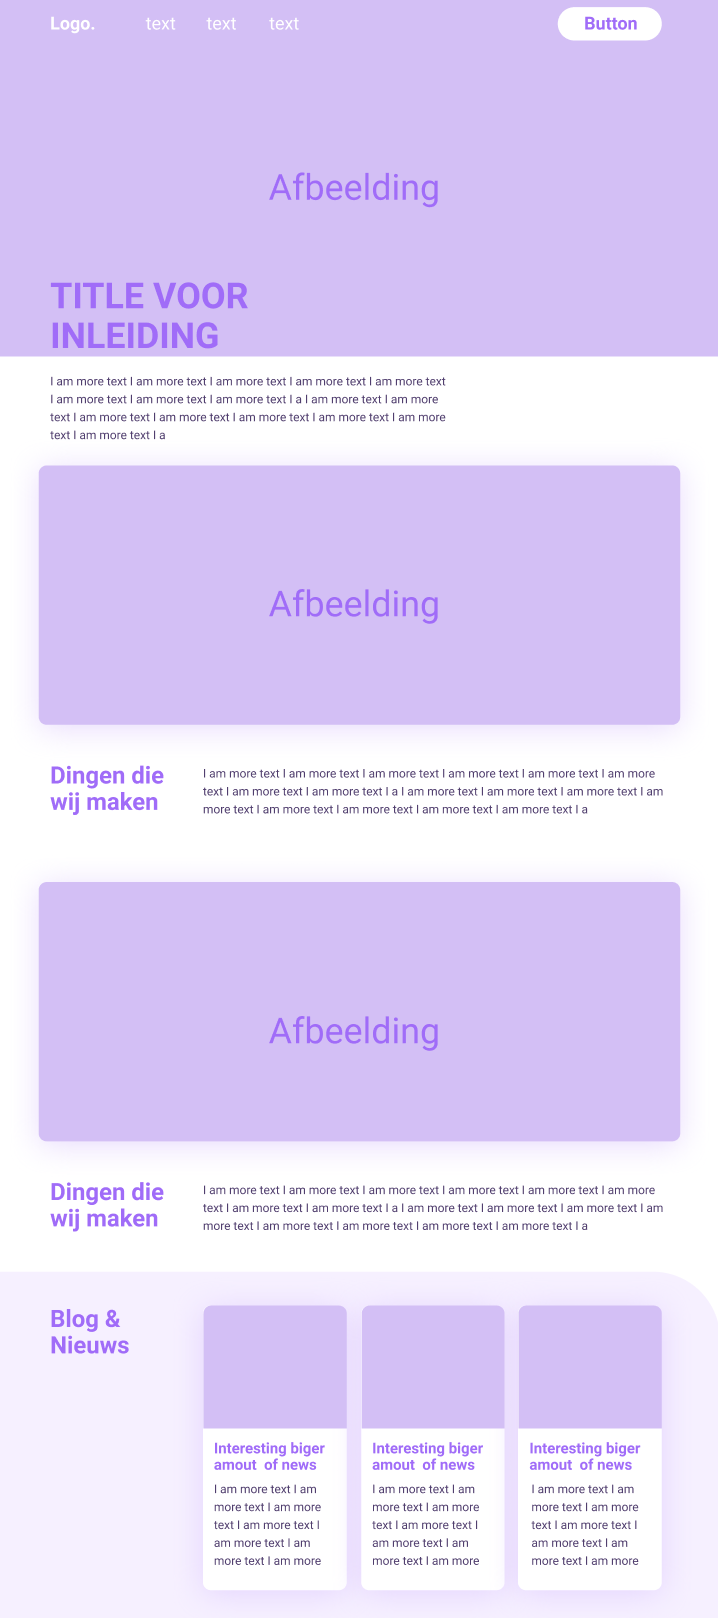 Logo. text text text Button
Afbeelding
TITLE VOOR
INLEIDING
I am more text I am more text I am more text I am more text I am more text
I am more text I am more text I am more text I a I am more text I am more
text I am more text I am more text I am more text I am more text I am more
text I am more text I a
Afbeelding
Dingen die
wij maken
I am more text I am more text I am more text I am more text I am more text I am more
text I am more text I am more text I a I am more text I am more text I am more text I am
more text I am more text I am more text I am more text I am more text I a
Afbeelding
Dingen die
wij maken
I am more text I am more text I am more text I am more text I am more text I am more
text I am more text I am more text I a I am more text I am more text I am more text I am
more text I am more text I am more text I am more text I am more text I a
Blog &
Nieuws
Interesting biger
amout of news
I am more text I am
more text I am more
text I am more text I
am more text I am
more text I am more
Interesting biger
amout of news
I am more text I am
more text I am more
text I am more text I
am more text I am
more text I am more
Interesting biger
amout of news
I am more text I am
more text I am more
text I am more text I
am more text I am
more text I am more